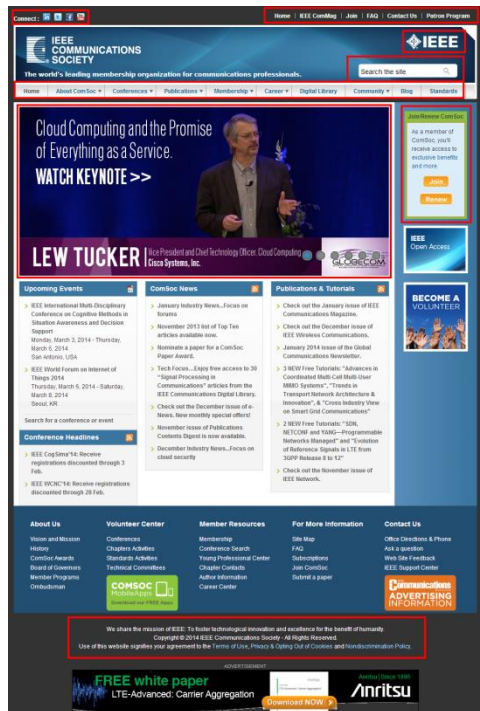 Connect :
Home | IEEE ComMag | Join | FAQ | Contact Us | Patron Program
IEEE
COMMUNICATIONS
SOCIETY
IEEE
The world's leading membership organization for communications professionals.
Search the site
Home About ComSoc Conferences Publications Membership Career Digital Library Community Blog Standards
Cloud Computing and the Promise
of Everything as a Service.
WATCH KEYNOTE >>
LEW TUCKER
Vice President and Chief Technology Officer, Cloud Computing
Cisco Systems, Inc.
GLOBECOM
Join/Renew ComSoc
As a member of
ComSoc, you'll
receive access to
exclusive benefits
and more.
Join
Renew
IEEE
Open Access
BECOME A
VOLUNTEER
Upcoming Events
IEEE International Multi-Disciplinary
Conference on Cognitive Methods in
Situation Awareness and Decision
Support
Monday, March 3, 2014 - Thursday,
March 6, 2014
San Antonio, USA
IEEE World Forum on Internet of
Things 2014
Thursday, March 6, 2014 - Saturday,
March 8, 2014
Seoul, KR
Search for a conference or event
Conference Headlines
IEEE CogSima'14: Receive
registrations discounted through 3
Feb.
IEEE WCNC'14: Receive registrations
discounted through 28 Feb.
ComSoc News
January Industry News...Focus on
forums
November 2013 list of Top Ten
articles available now.
Nominate a paper for a ComSoc
Paper Award.
Tech Focus...Enjoy free access to 30
"Signal Processing in
Communications" articles from the
IEEE Communications Digital Library.
Check out the December issue of e-
News. New monthly special offers!
November issue of Publications
Contents Digest is now available.
December Industry News...Focus on
cloud security
Publications & Tutorials
Check out the January issue of IEEE
Communications Magazine.
Check out the December issue of
IEEE Wireless Communications.
January 2014 issue of the Global
Communications Newsletter.
3 NEW Free Tutorials: "Advances in
Coordinated Multi-Cell Multi-User
MIMO Systems", "Trends in
Transport Network Architecture &
Innovation", & "Cross Industry View
on Smart Grid Communications"
2 NEW Free Tutorials: "SDN,
NETCONF and YANG—Programmable
Networks Managed" and "Evolution
of Reference Signals in LTE from
3GPP Release 8 to 12"
Check out the November issue of
IEEE Network.
About Us
Vision and Mission
History
ComSoc Awards
Board of Governors
Member Programs
Ombudsman
Volunteer Center
Conferences
Chapters Activities
Standards Activities
Technical Committees
COMSOC
MobileApps
Download our FREE Apps
Member Resources
Membership
Conference Search
Young Professional Center
Chapter Contacts
Author Information
Career Center
For More Information
Site Map
FAQ
Subscriptions
Join ComSoc
Submit a paper
Contact Us
Office Directions & Phone
Ask a question
Web Site Feedback
IEEE Support Center
Communications
ADVERTISING
INFORMATION
We share the mission of IEEE: To foster technological innovation and excellence for the benefit of humanity.
Copyright © 2014 IEEE Communications Society - All Rights Reserved.
Use of this website signifies your agreement to the Terms of Use, Privacy & Opting Out of Cookies and Nondiscrimination Policy.
ADVERTISEMENT
FREE white paper
LTE-Advanced: Carrier Aggregation
Download NOW
Anritsu | Since 1895
Anritsu